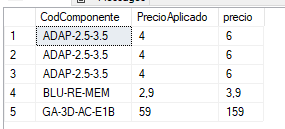 CodComponente PrecioAplicado precio
1 ADAP-2.5-3.5 4 6
2 ADAP-2.5-3.5 4 6
3 ADAP-2.5-3.5 4 6
4 BLU-RE-MEM 2,9 3,9
5 GA-3D-AC-E1B 59 159